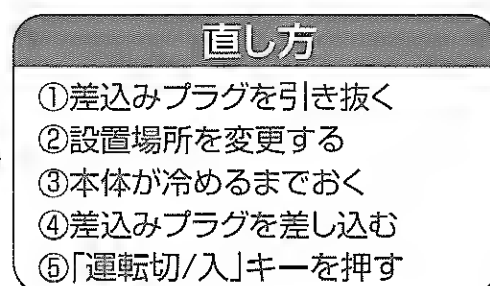 直し方
①差込みプラグを引き抜く
②設置場所を変更する
③本体が冷めるまでおく
④差込みプラグを差し込む
⑤「運転切/入」キーを押す